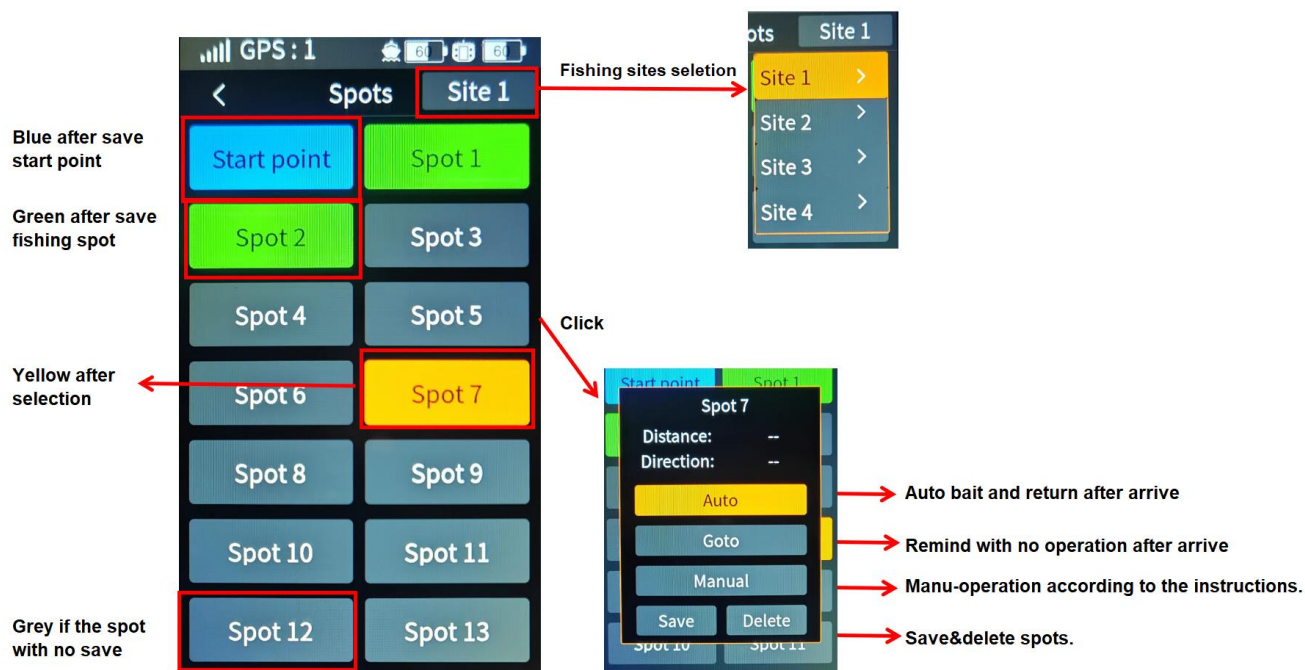 GPS : 1
60
60
Spots
Site 1
Blue after save
start point
Start point
Spot 1
Green after save
fishing spot
Spot 2
Spot 3
Spot 4
Spot 5
Yellow after
selection
Spot 6
Spot 7
Spot 8
Spot 9
Spot 10
Spot 11
Grey if the spot
with no save
Spot 12
Spot 13
Fishing sites seletion
ots
Site 1
Site 1
Site 2
Site 3
Site 4
Click
Start point
Spot 1
Spot 7
Distance: --
Direction: --
Auto
Goto
Manual
Save
Delete
Spot 10
Spot 11
Auto bait and return after arrive
Remind with no operation after arrive
Manu-operation according to the instructions.
Save&delete spots.